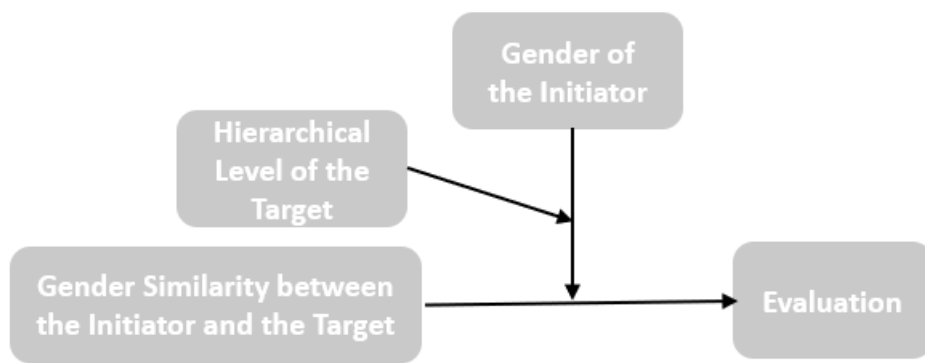 Gender of
the Initiator
Hierarchical
Level of the
Target
Gender Similarity between
the Initiator and the Target
Evaluation